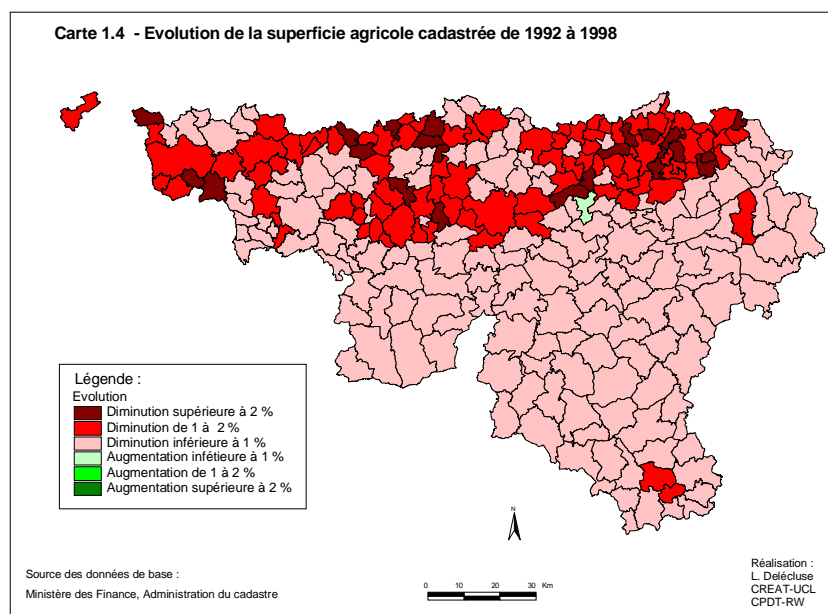 Carte 1.4 - Evolution de la superficie agricole cadastrée de 1992 à 1998
Légende :
Evolution
Diminution supérieure à 2 %
Diminution de 1 à 2 %
Diminution inférieure à 1 %
Augmentation infétieure à 1 %
Augmentation de 1 à 2 %
Augmentation supérieure à 2 %
N
Source des données de base :
Ministère des Finance, Administration du cadastre
0 10 20 30 Km
Réalisation :
L. Delécluse
CREAT-UCL
CPDT-RW